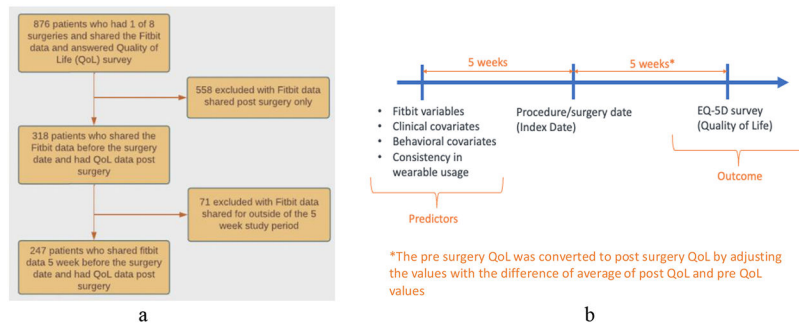 876 patients who had 1 of 8
surgeries and shared the Fitbit
data and answered Quality of
Life (QoL) survey
558 excluded with Fitbit data
shared post surgery only
318 patients who shared the
Fitbit data before the surgery
date and had QoL data post
surgery
71 excluded with Fitbit data
shared for outside of the 5
week study period
247 patients who shared fitbit
data 5 week before the surgery
date and had QoL data post
surgery
a
5 weeks
5 weeks*
• Fitbit variables
• Clinical covariates
• Behavioral covariates
• Consistency in
wearable usage
Predictors
Procedure/surgery date
(Index Date)
EQ-5D survey
(Quality of Life)
Outcome
*The pre surgery QoL was converted to post surgery QoL by adjusting
the values with the difference of average of post QoL and pre QoL
values
b